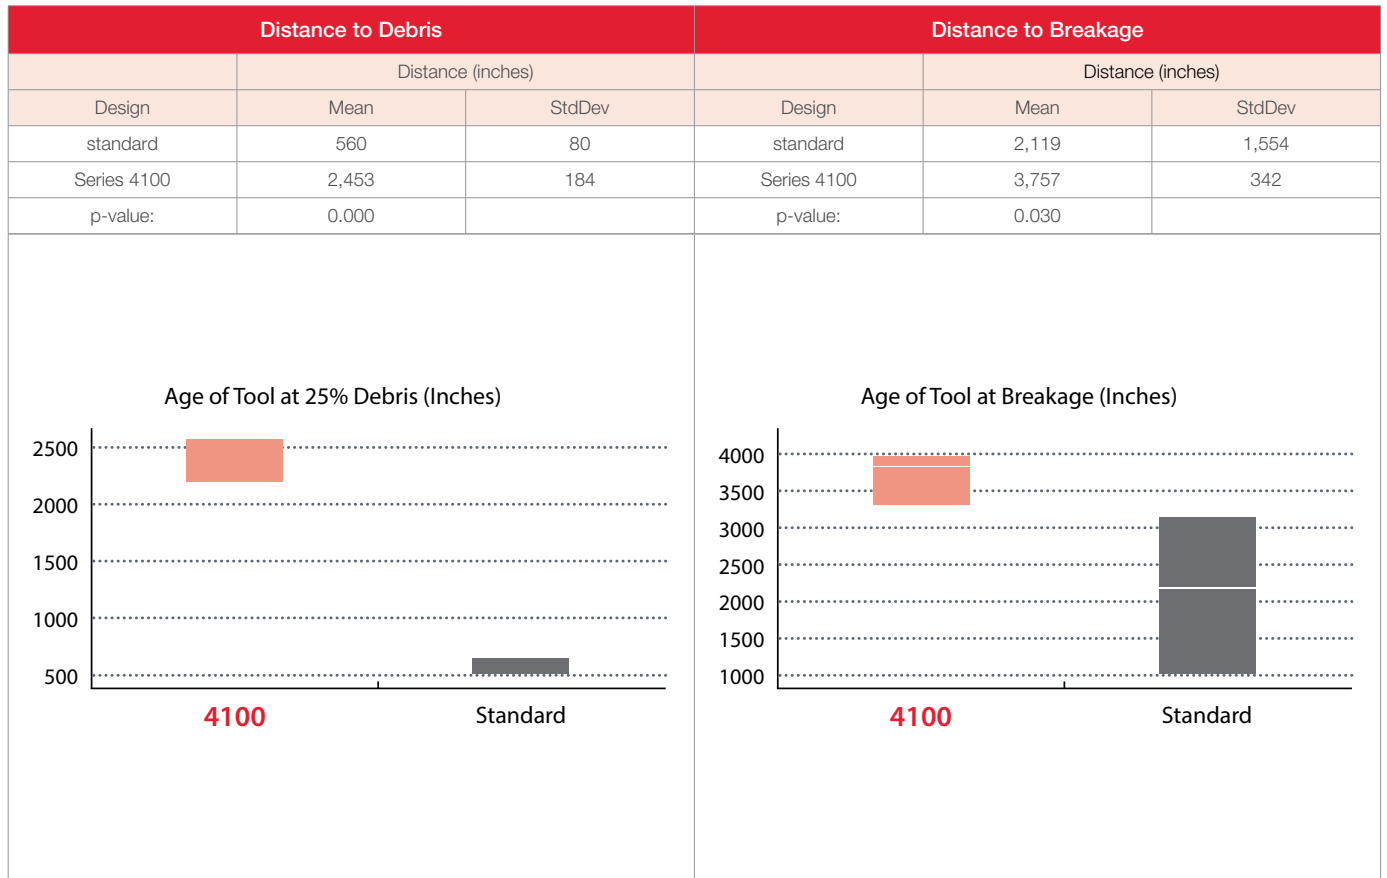 Distance to Debris
Distance (inches)
Design Mean StdDev
standard 560 80
Series 4100 2,453 184
p-value: 0.000
Distance to Breakage
Distance (inches)
Design Mean StdDev
standard 2,119 1,554
Series 4100 3,757 342
p-value: 0.030
Age of Tool at 25% Debris (Inches)
2500
2000
1500
1000
500
4100 Standard
Age of Tool at Breakage (Inches)
4000
3500
3000
2500
2000
1500
1000
4100 Standard